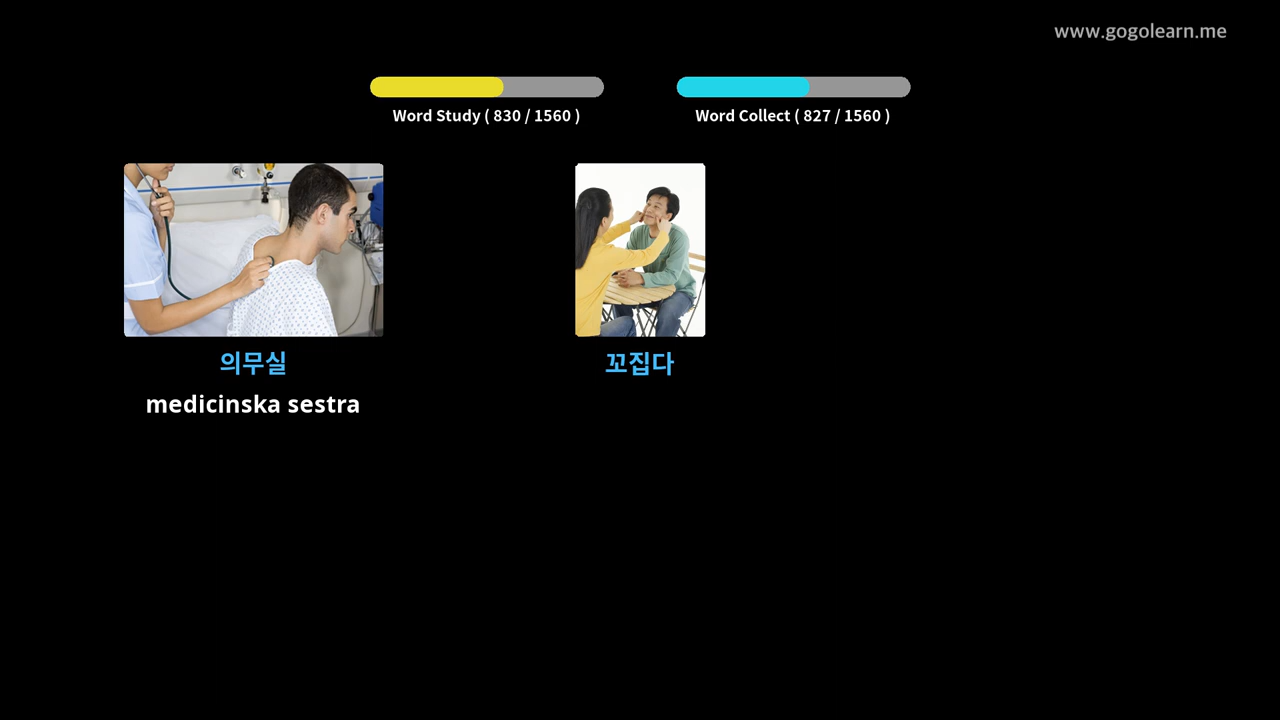 www.gogolearn.me
Word Study ( 830 / 1560 )
Word Collect ( 827 / 1560 )
의무실
medicinska sestra
꼬집다